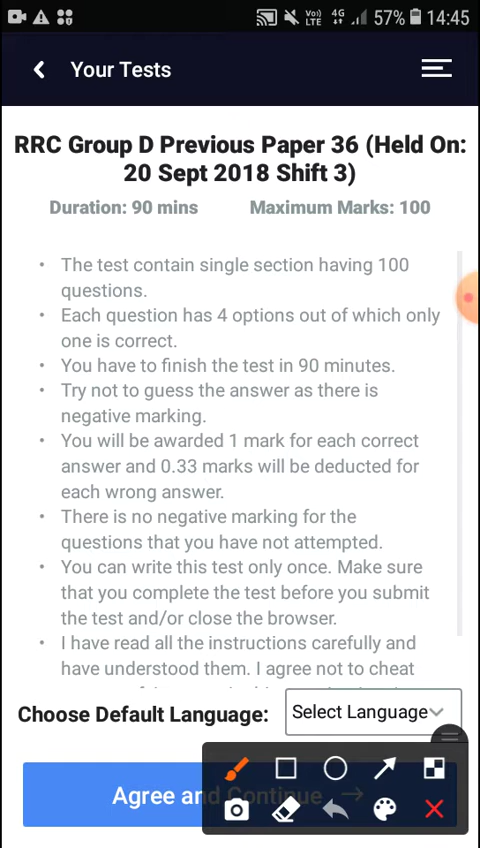 Vo)) 4G 57% 14:45
LTE
Your Tests
RRC Group D Previous Paper 36 (Held On:
20 Sept 2018 Shift 3)
Duration: 90 mins Maximum Marks: 100
• The test contain single section having 100
questions.
• Each question has 4 options out of which only
one is correct.
• You have to finish the test in 90 minutes.
• Try not to guess the answer as there is
negative marking.
• You will be awarded 1 mark for each correct
answer and 0.33 marks will be deducted for
each wrong answer.
• There is no negative marking for the
questions that you have not attempted.
• You can write this test only once. Make sure
that you complete the test before you submit
the test and/or close the browser.
• I have read all the instructions carefully and
have understood them. I agree not to cheat
Choose Default Language: Select Language
Agree and Continue